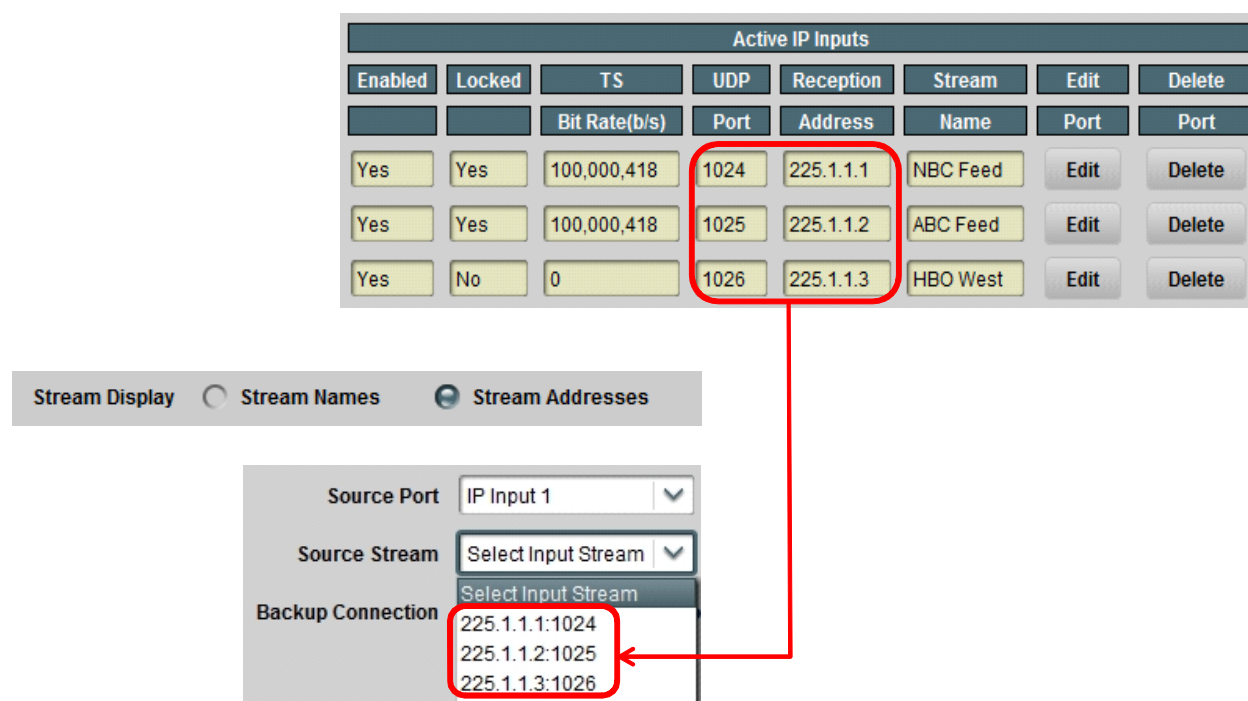 Active IP Inputs
Enabled Locked TS UDP Reception Stream Edit Delete
Bit Rate(b/s) Port Address Name Port Port
Yes Yes 100,000,418 1024 225.1.1.1 NBC Feed Edit Delete
Yes Yes 100,000,418 1025 225.1.1.2 ABC Feed Edit Delete
Yes No 0 1026 225.1.1.3 HBO West Edit Delete
Stream Display Stream Names Stream Addresses
Source Port IP Input 1
Source Stream Select Input Stream
Select Input Stream
Backup Connection
225.1.1.1:1024
225.1.1.2:1025
225.1.1.3:1026